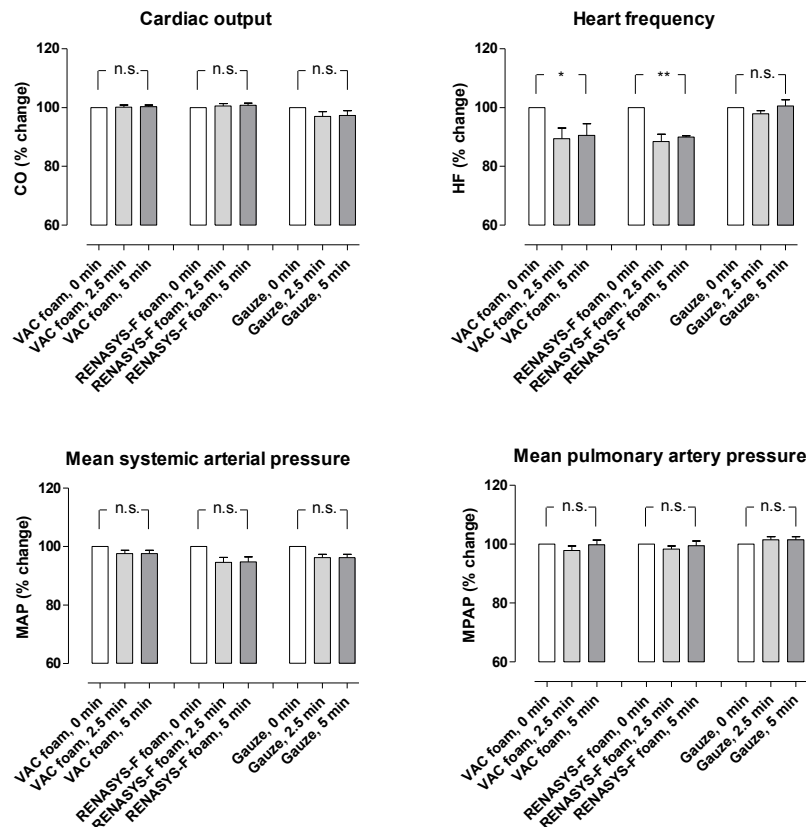 Cardiac output
120
100
80
60
CO (% change)
n.s.
n.s.
n.s.
VAC foam, 0 min
VAC foam, 2.5 min
VAC foam, 5 min
RENASYS-F foam, 0 min
RENASYS-F foam, 2.5 min
RENASYS-F foam, 5 min
Gauze, 0 min
Gauze, 2.5 min
Gauze, 5 min
Heart frequency
120
100
80
60
HF (% change)
*
**
n.s.
VAC foam, 0 min
VAC foam, 2.5 min
VAC foam, 5 min
RENASYS-F foam, 0 min
RENASYS-F foam, 2.5 min
RENASYS-F foam, 5 min
Gauze, 0 min
Gauze, 2.5 min
Gauze, 5 min
Mean systemic arterial pressure
120
100
80
60
MAP (% change)
n.s.
n.s.
n.s.
VAC foam, 0 min
VAC foam, 2.5 min
VAC foam, 5 min
RENASYS-F foam, 0 min
RENASYS-F foam, 2.5 min
RENASYS-F foam, 5 min
Gauze, 0 min
Gauze, 2.5 min
Gauze, 5 min
Mean pulmonary artery pressure
120
100
80
60
MPAP (% change)
n.s.
n.s.
n.s.
VAC foam, 0 min
VAC foam, 2.5 min
VAC foam, 5 min
RENASYS-F foam, 0 min
RENASYS-F foam, 2.5 min
RENASYS-F foam, 5 min
Gauze, 0 min
Gauze, 2.5 min
Gauze, 5 min